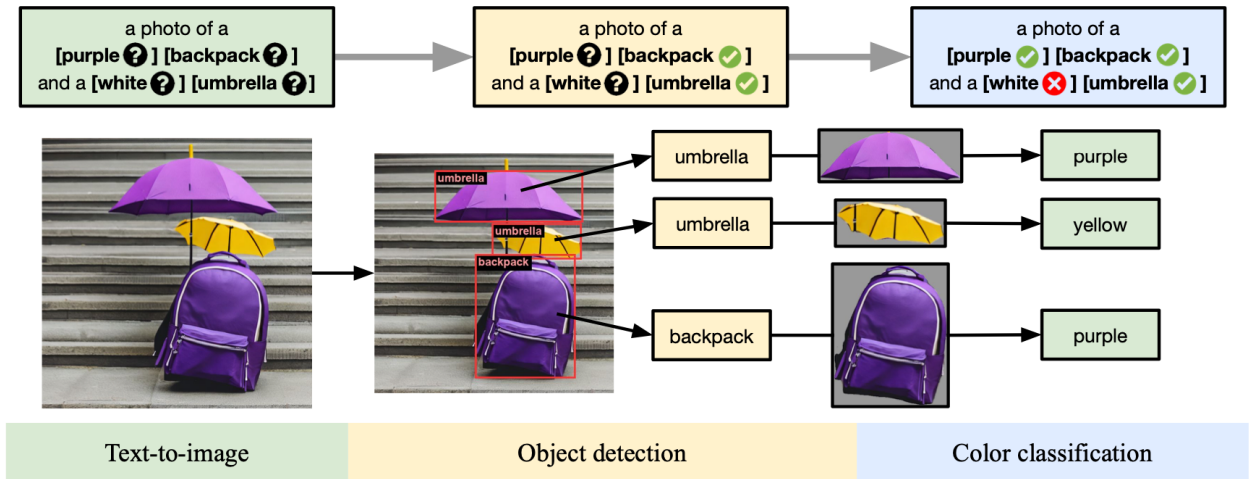 a photo of a
[purple ? ] [backpack ? ]
and a [white ? ] [umbrella ? ]
a photo of a
[purple ? ] [backpack ✓ ]
and a [white ? ] [umbrella ✓ ]
a photo of a
[purple ✓ ] [backpack ✓ ]
and a [white ✗ ] [umbrella ✓ ]
umbrella
umbrella
backpack
umbrella
purple
umbrella
yellow
backpack
purple
Text-to-image
Object detection
Color classification